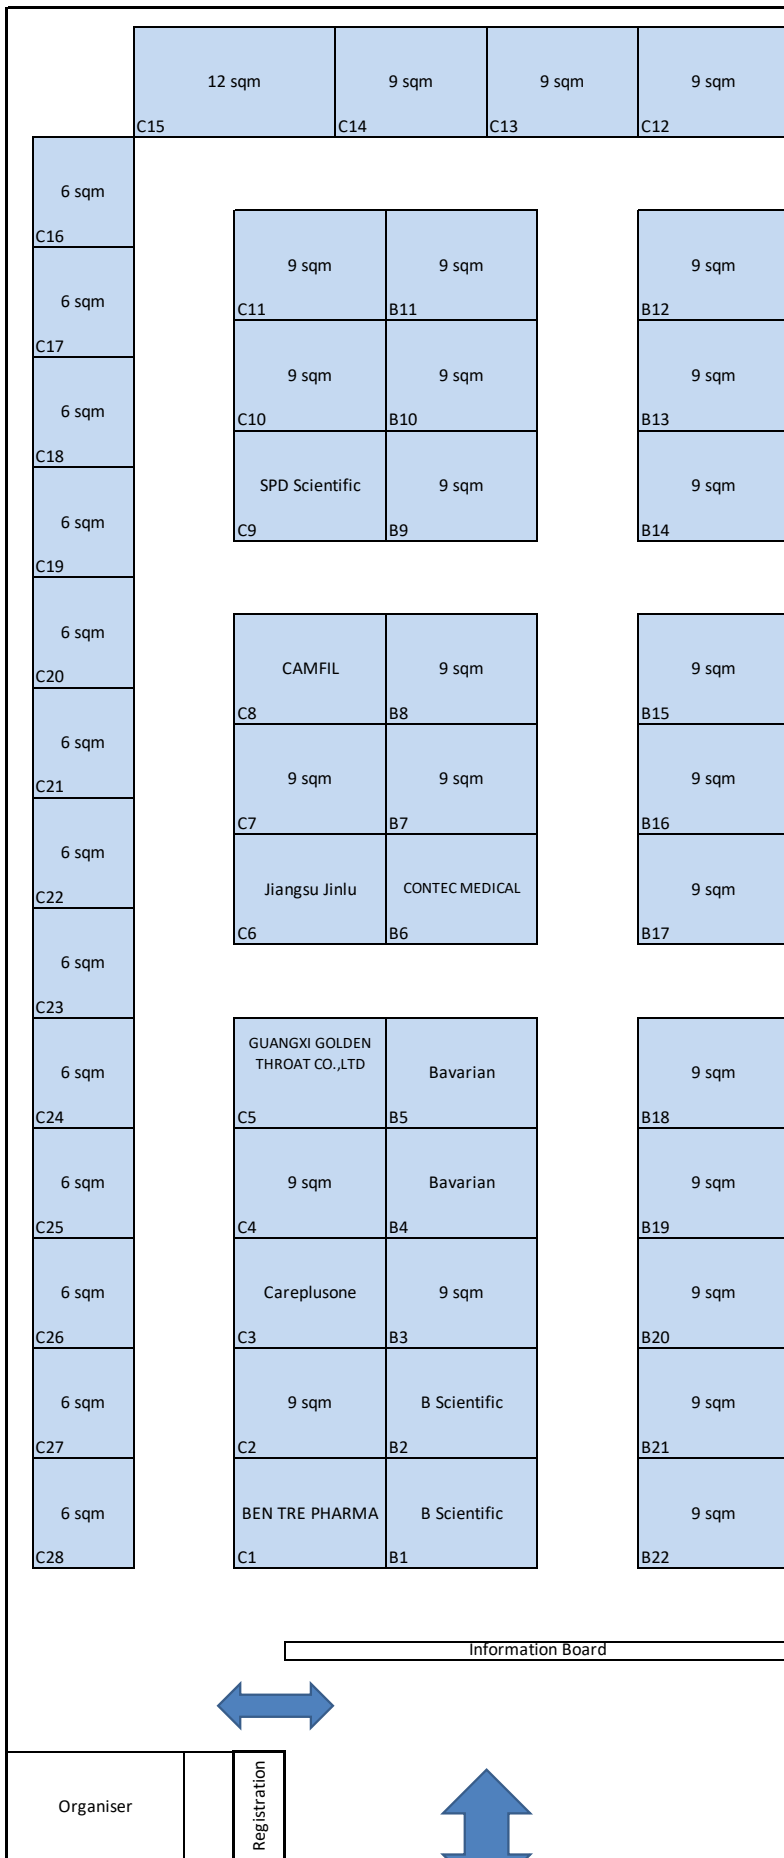 12 sqm
9 sqm
9 sqm
9 sqm
C15
C14
C13
C12
6 sqm
C16
9 sqm
9 sqm
9 sqm
C11
B11
B12
6 sqm
C17
9 sqm
9 sqm
9 sqm
C10
B10
B13
6 sqm
C18
SPD Scientific
9 sqm
9 sqm
C9
B9
B14
6 sqm
C19
6 sqm
C20
CAMFIL
9 sqm
9 sqm
C8
B8
B15
6 sqm
C21
9 sqm
9 sqm
9 sqm
C7
B7
B16
6 sqm
C22
Jiangsu Jinlu
CONTEC MEDICAL
9 sqm
C6
B6
B17
6 sqm
C23
6 sqm
C24
GUANGXI GOLDEN
THROAT CO.,LTD
C5
Bavarian
B5
9 sqm
B18
6 sqm
C25
9 sqm
C4
Bavarian
B4
9 sqm
B19
6 sqm
C26
Careplusone
C3
9 sqm
B3
9 sqm
B20
6 sqm
C27
9 sqm
C2
B Scientific
B2
9 sqm
B21
6 sqm
C28
BEN TRE PHARMA
C1
B Scientific
B1
9 sqm
B22
Information Board
Organiser
Registration